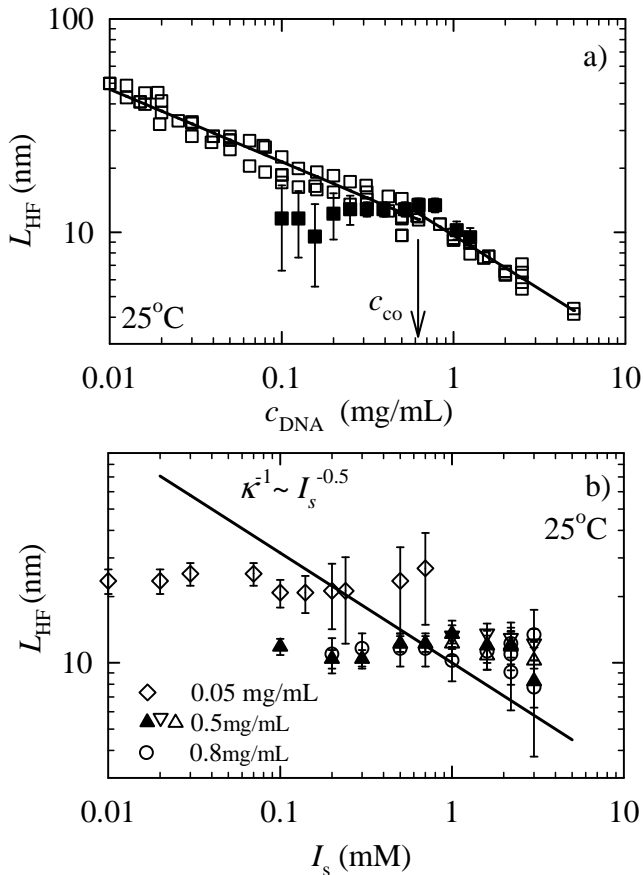 100
a)
L_HF (nm)
10
25°C
c_co
0.01 0.1 1 10
c_DNA (mg/mL)
κ^-1 ~ I_s^-0.5
b)
25°C
L_HF (nm)
10
0.05 mg/mL
0.5mg/mL
0.8mg/mL
0.01 0.1 1 10
I_s (mM)